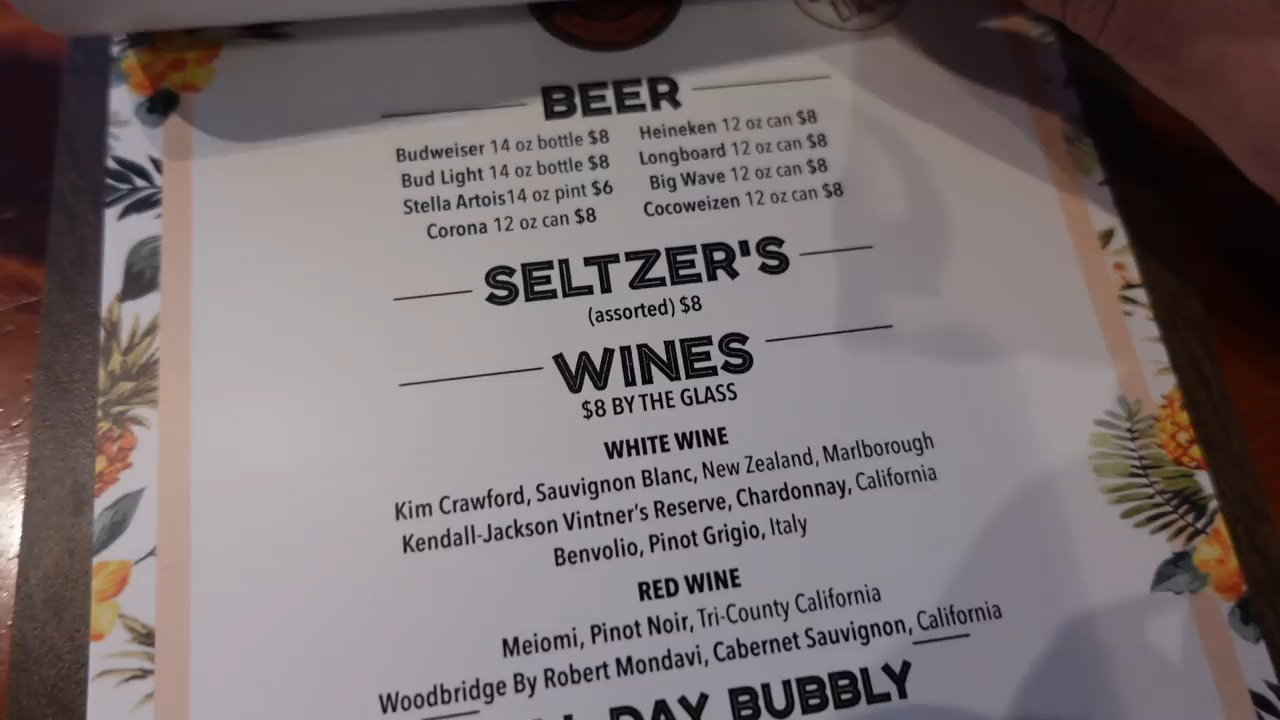 BEER
Budweiser 14 oz bottle $8
Bud Light 14 oz bottle $8
Stella Artois14 oz pint $6
Corona 12 oz can $8
Heineken 12 oz can $8
Longboard 12 oz can $8
Big Wave 12 oz can $8
Cocoweizen 12 oz can $8
SELTZER'S
(assorted) $8
WINES
$8 BY THE GLASS
WHITE WINE
Kim Crawford, Sauvignon Blanc, New Zealand, Marlborough
Kendall-Jackson Vintner's Reserve, Chardonnay, California
Benvolio, Pinot Grigio, Italy
RED WINE
Meiomi, Pinot Noir, Tri-County California
Woodbridge By Robert Mondavi, Cabernet Sauvignon, California
DAY BUBBLY